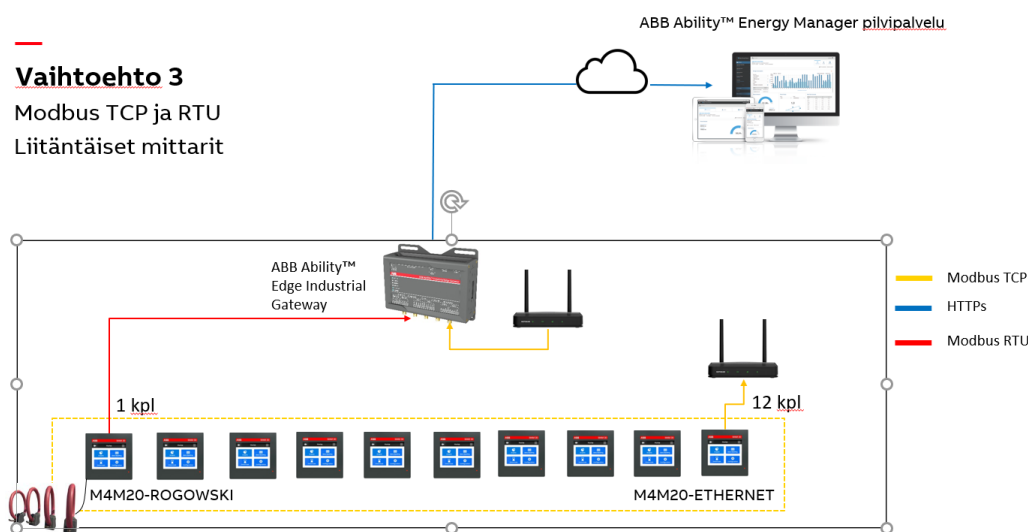 ABB Ability™ Energy Manager pilvipalvelu
Vaihtoehto 3
Modbus TCP ja RTU
Liitäntäiset mittarit
ABB Ability™
Edge Industrial
Gateway
Modbus TCP
HTTPs
Modbus RTU
1 kpl
12 kpl
M4M20-ROGOWSKI
M4M20-ETHERNET